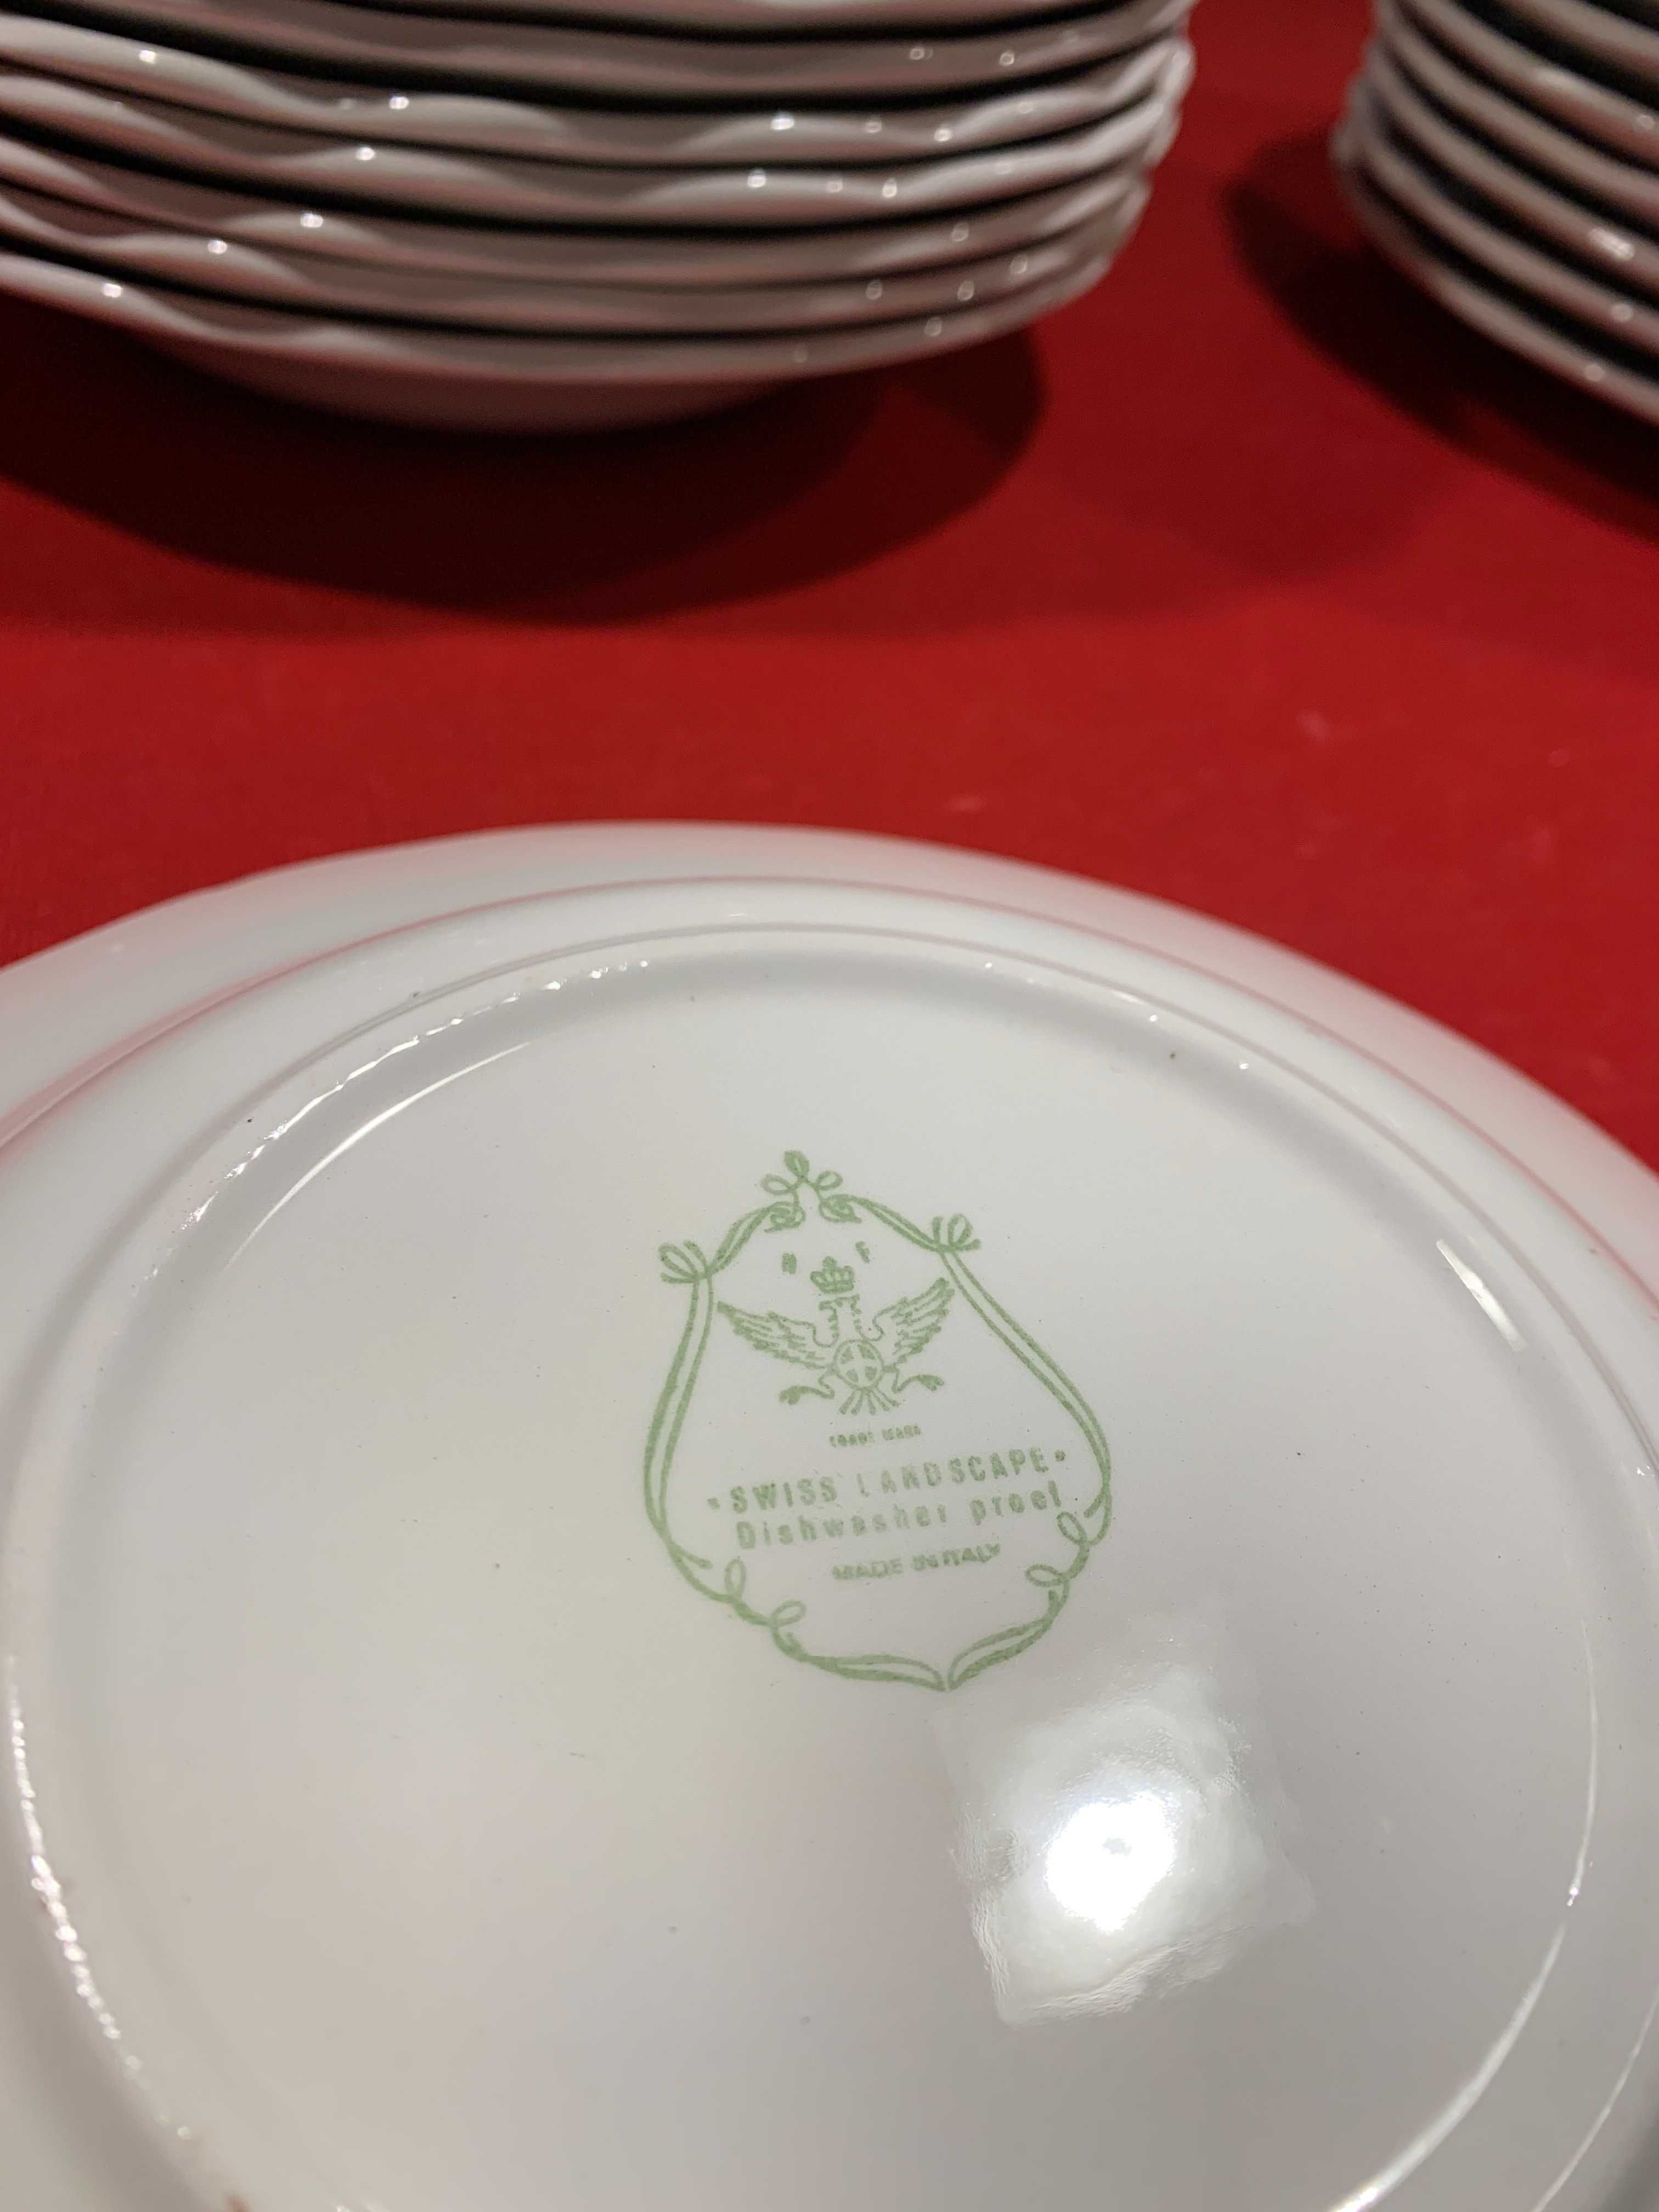 N F
TRADE MARK
"SWISS LANDSCAPE"
Dishwasher proof
MADE IN ITALY